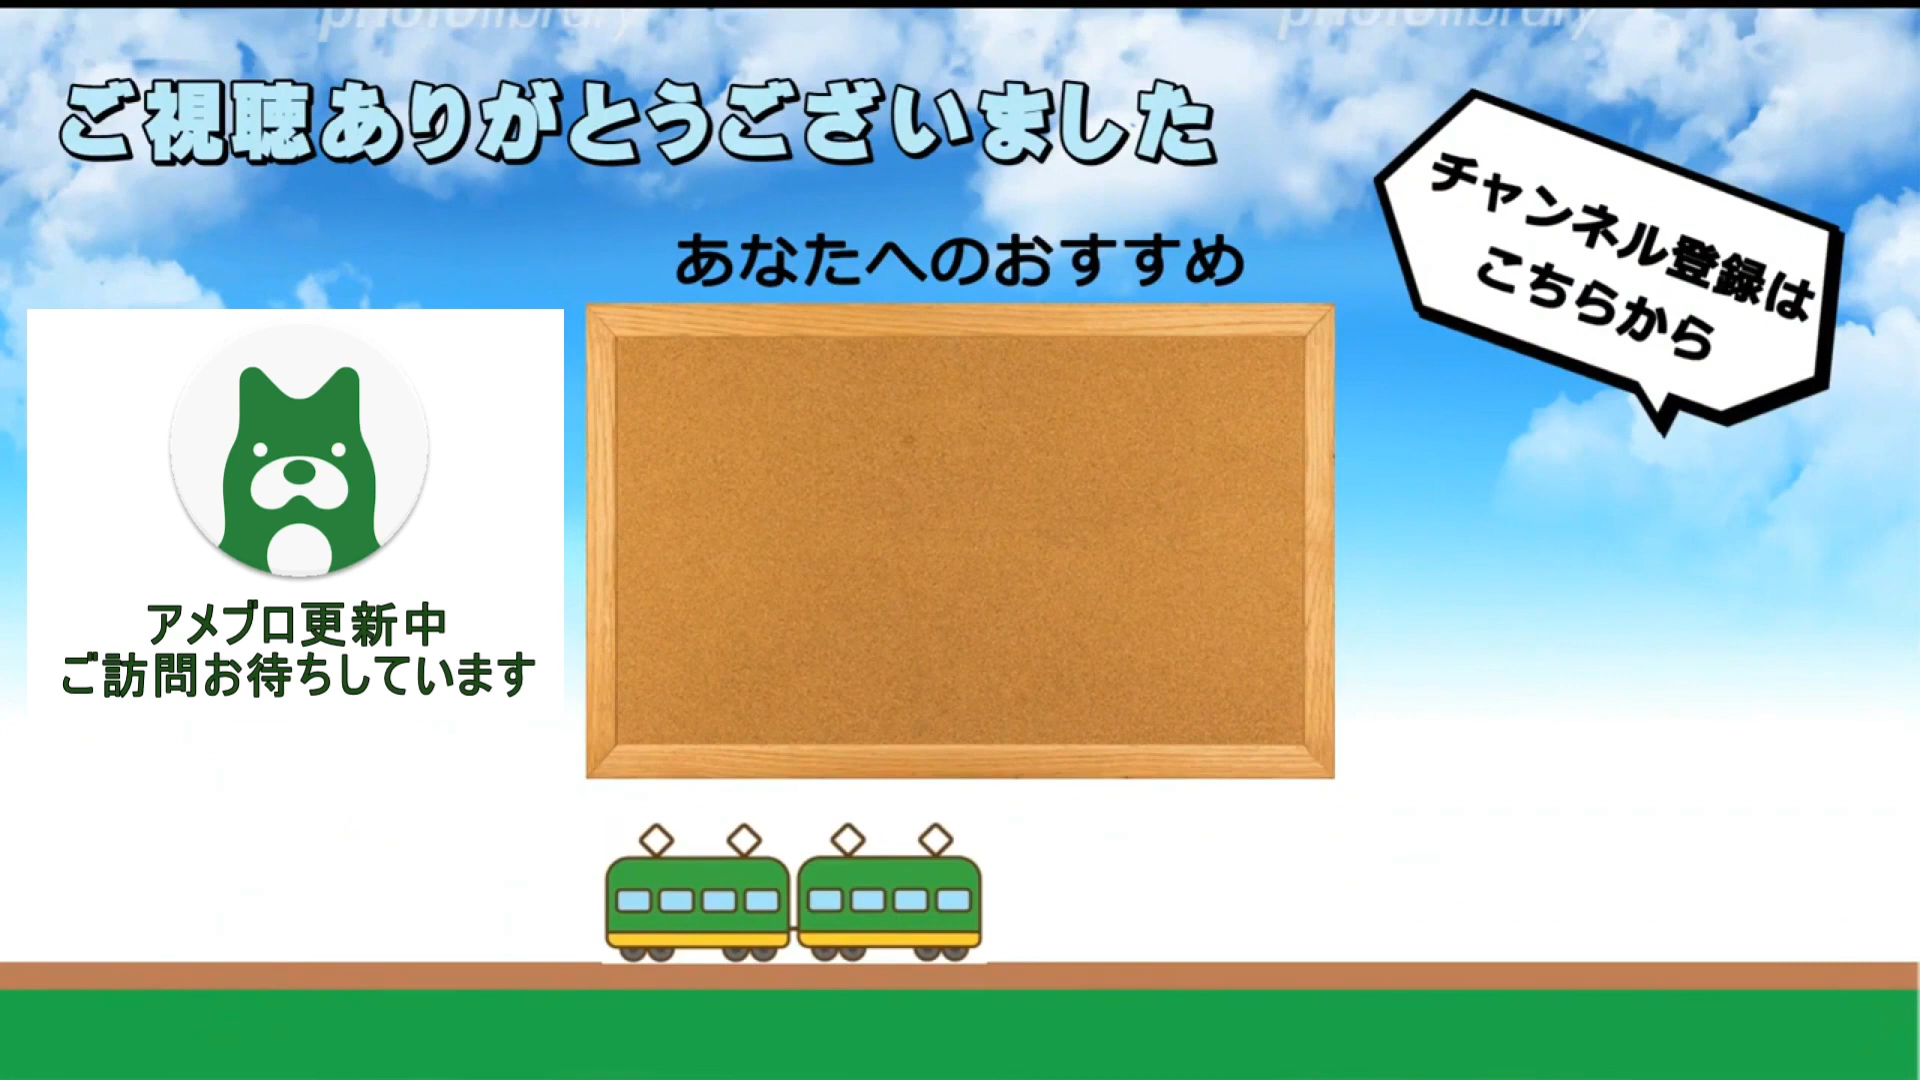 photolibrary
photolibrary
ご視聴ありがとうございました
チャンネル登録は
こちらから
あなたへのおすすめ
アメブロ更新中
ご訪問お待ちしています